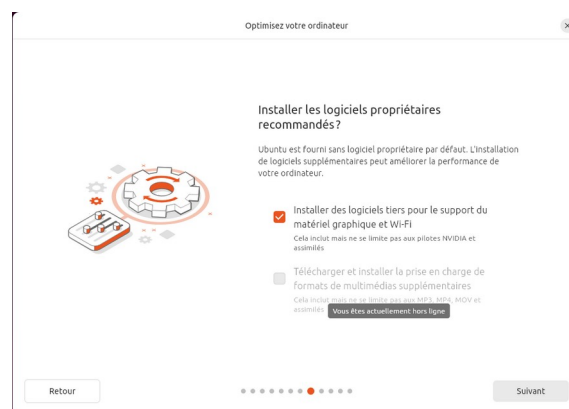 Optimisez votre ordinateur
Installer les logiciels propriétaires
recommandés ?
Ubuntu est fourni sans logiciel propriétaire par défaut. L'installation
de logiciels supplémentaires peut améliorer la performance de
votre ordinateur.
Installer des logiciels tiers pour le support du
matériel graphique et Wi-Fi
Cela inclut mais ne se limite pas aux pilotes NVIDIA et
assimilés
Télécharger et installer la prise en charge de
formats de multimédias supplémentaires
Cela inclut mais ne se limite pas aux MP3, MP4, MOV et
assimilés
Vous êtes actuellement hors ligne
Retour
Suivant